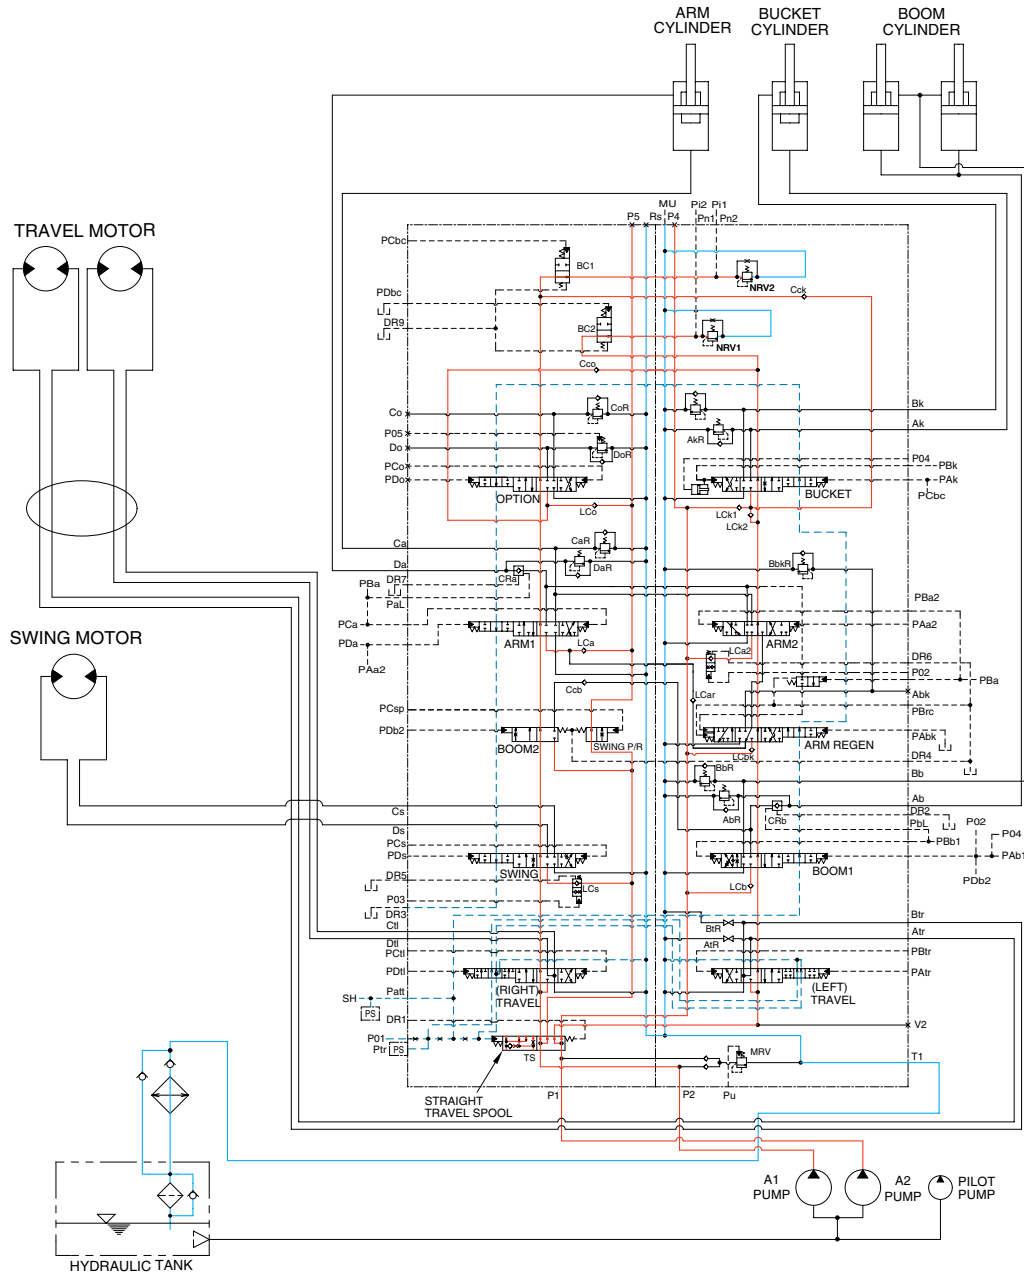 ARM
CYLINDER
BUCKET
CYLINDER
BOOM
CYLINDER
TRAVEL MOTOR
SWING MOTOR
P5
Rs
MU
P4
Pi2
Pi1
Pn1
Pn2
PCbc
BC1
NRV2
Cck
PDbc
DR9
BC2
NRV1
Cco
Co
CoR
P05
Do
DoR
PCo
PDo
OPTION
LCo
Bk
Ak
AkR
P04
PBk
PAk
PCbc
BUCKET
LCk1
LCk2
Ca
CaR
Da
DaR
CRa
DR7
PBa
PaL
PCa
PDa
PAa2
ARM1
LCa
BbkR
PBa2
PAa2
ARM2
LCa2
DR6
P02
PBa
Abk
LCar
PBrc
PAbk
ARM REGEN
LCbk
DR4
Ccb
PCsp
PDb2
BOOM2
SWING P/R
BbR
Bb
Ab
AbR
CRb
DR2
PbL
PBb1
P02
P04
PAb1
PDb2
BOOM1
LCb
Cs
Ds
PCs
PDs
SWING
DR5
LCs
P03
DR3
Ctl
Dtl
PCtl
PDtl
(RIGHT)
TRAVEL
Btr
BtR
Atr
AtR
PBtr
PAtr
(LEFT)
TRAVEL
Patt
SH
PS
DR1
P01
Ptr
PS
TS
V2
MRV
T1
STRAIGHT
TRAVEL SPOOL
P1
P2
Pu
A1
PUMP
A2
PUMP
PILOT
PUMP
HYDRAULIC TANK